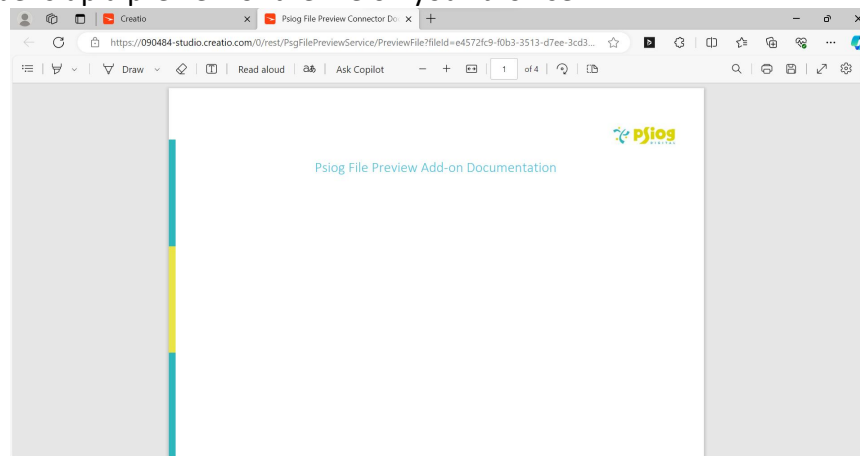 Creatio
Psiog File Preview Connector Do
https://090484-studio.creatio.com/0/rest/PsgFilePreviewService/PreviewFile?fileId=e4572fc9-f0b3-3513-d7ee-3cd3...
Draw
Read aloud
Ask Copilot
1 of 4
psiog
DIGITAL
Psiog File Preview Add-on Documentation